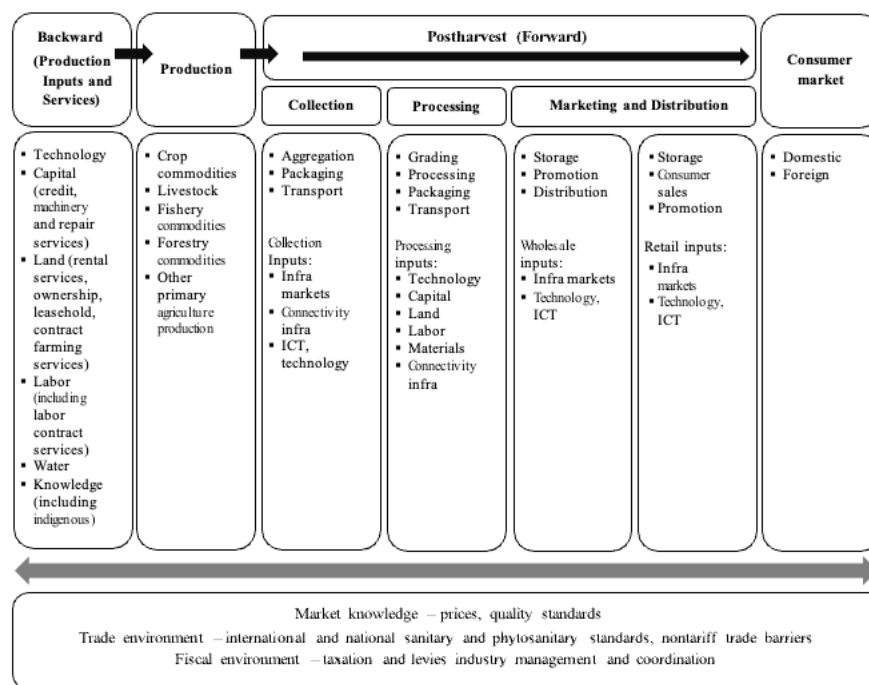 Backward
(Production
Inputs and
Services)
Production
Postharvest (Forward)
Consumer
market
Collection
Processing
Marketing and Distribution
▪ Technology
▪ Capital
(credit,
machinery
and repair
services)
▪ Land (rental
services,
ownership,
leasehold,
contract
farming
services)
▪ Labor
(including
labor
contract
services)
▪ Water
▪ Knowledge
(including
indigenous)
▪ Crop
commodities
▪ Livestock
▪ Fishery
commodities
▪ Forestry
commodities
▪ Other
primary
agriculture
production
▪ Aggregation
▪ Packaging
▪ Transport
Collection
Inputs:
▪ Infra
markets
▪ Connectivity
infra
▪ ICT,
technology
▪ Grading
▪ Processing
▪ Packaging
▪ Transport
Processing
inputs:
▪ Technology
▪ Capital
▪ Land
▪ Labor
▪ Materials
▪ Connectivity
infra
▪ Storage
▪ Promotion
▪ Distribution
Wholesale
inputs:
▪ Infra markets
▪ Technology,
ICT
▪ Storage
▪ Consumer
sales
▪ Promotion
Retail inputs:
▪ Infra
markets
▪ Technology,
ICT
▪ Domestic
▪ Foreign
Market knowledge – prices, quality standards
Trade environment – international and national sanitary and phytosanitary standards, nontariff trade barriers
Fiscal environment – taxation and levies industry management and coordination